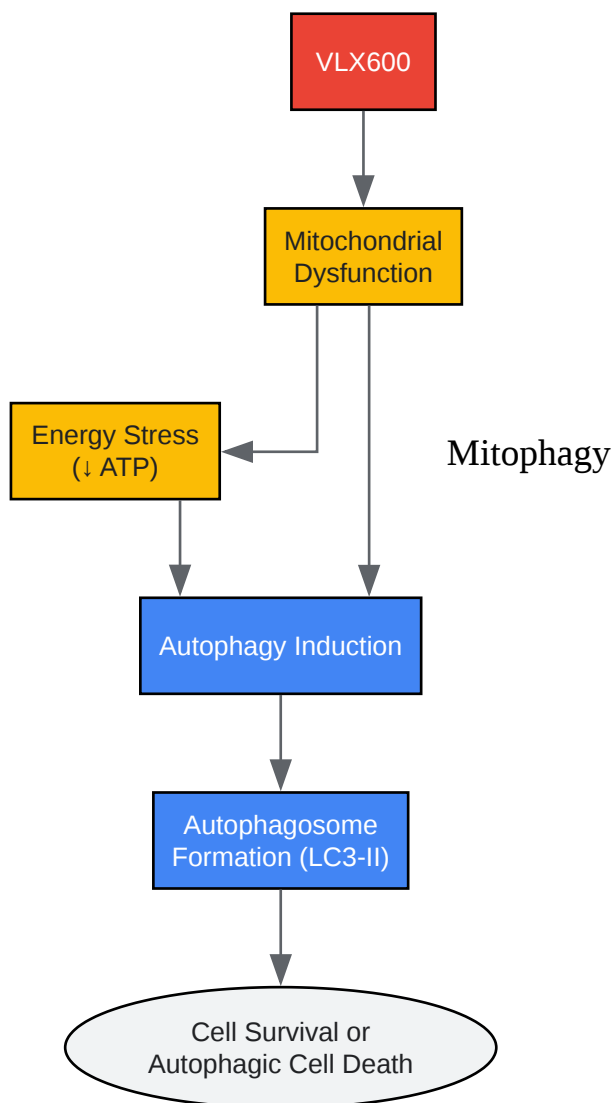 VLX600
Mitochondrial
Dysfunction
Energy Stress
(↓ ATP)
Mitophagy
Autophagy Induction
Autophagosome
Formation (LC3-II)
Cell Survival or
Autophagic Cell Death